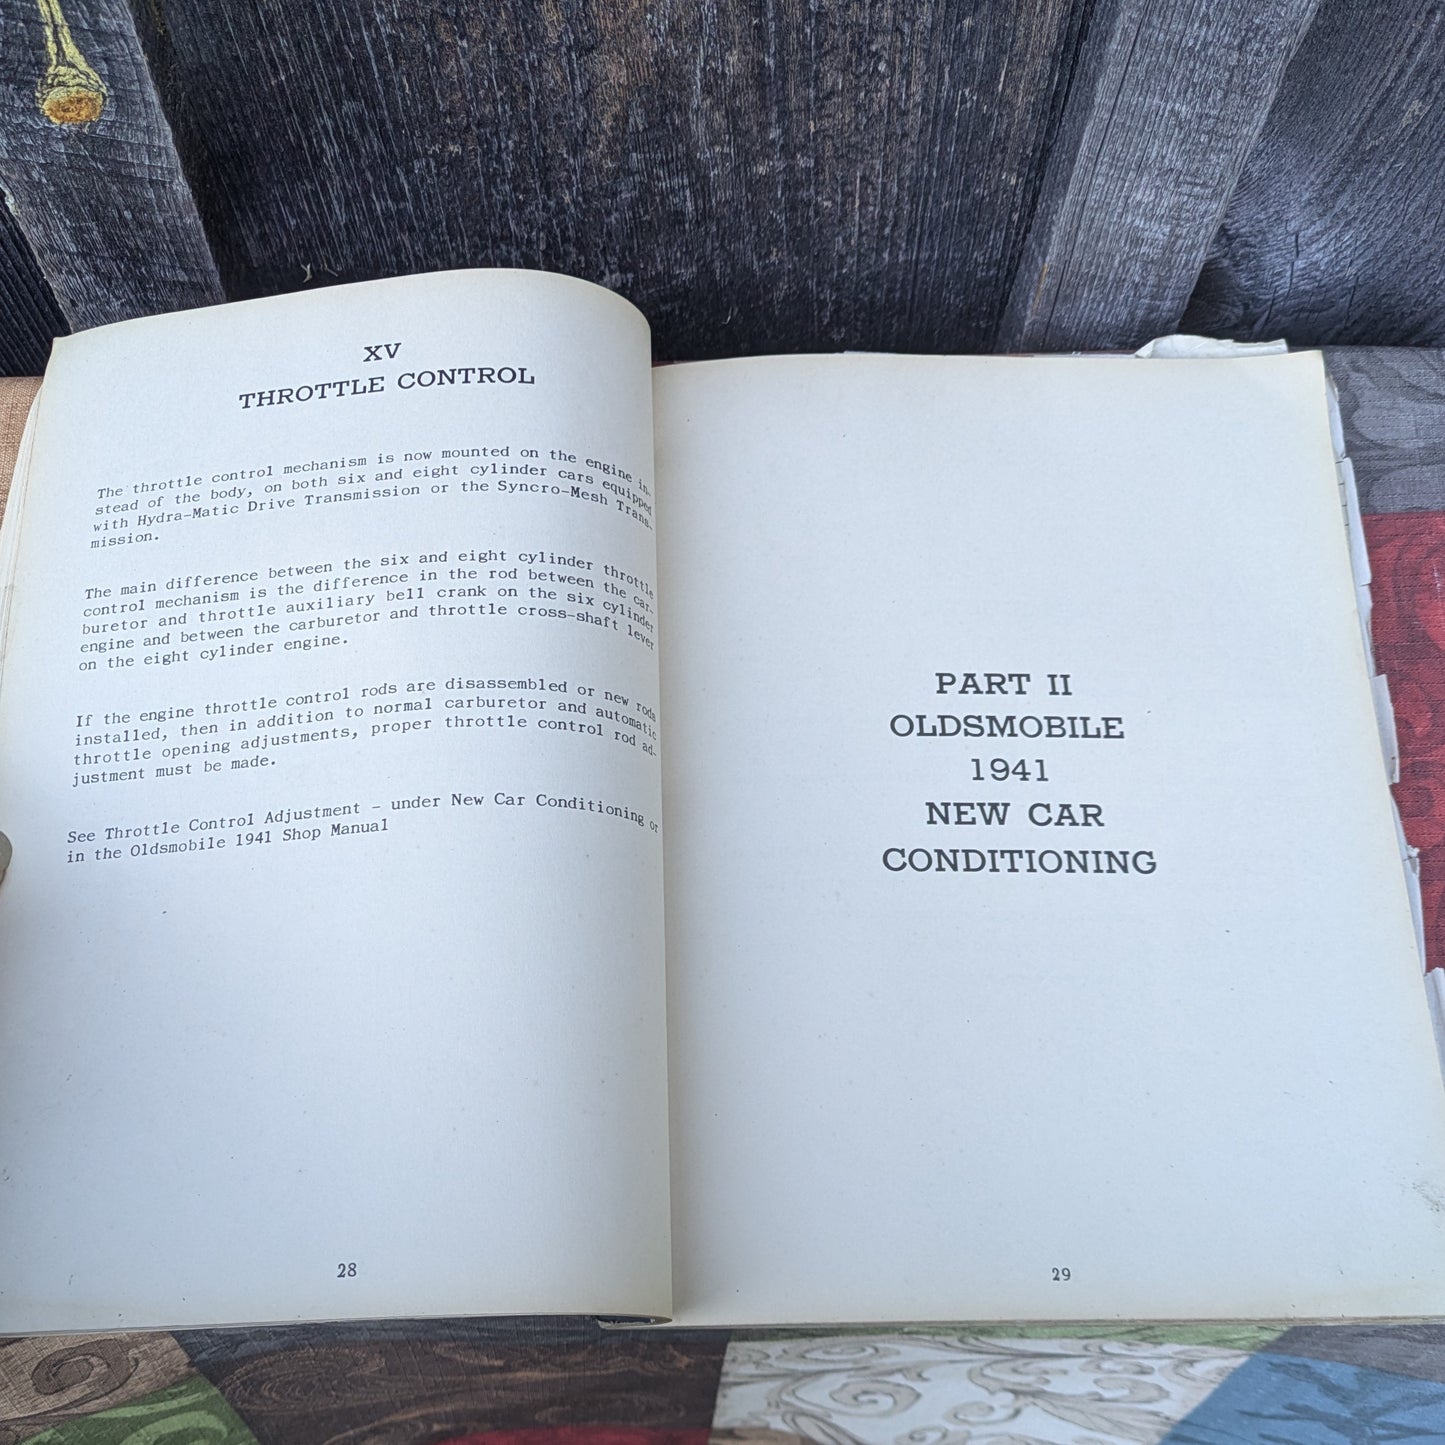 XV
THROTTLE CONTROL
The throttle control mechanism is now mounted on the engine in-
stead of the body, on both six and eight cylinder cars equipped
with Hydra-Matic Drive Transmission or the Syncro-Mesh Trans-
mission.
The main difference between the six and eight cylinder throttle
control mechanism is the difference in the rod between the car-
buretor and throttle auxiliary bell crank on the six cylinder
engine and between the carburetor and throttle cross-shaft lever
on the eight cylinder engine.
If the engine throttle control rods are disassembled or new rods
installed, then in addition to normal carburetor and automatic
throttle opening adjustments, proper throttle control rod ad-
justment must be made.
See Throttle Control Adjustment - under New Car Conditioning or
in the Oldsmobile 1941 Shop Manual
28
PART II
OLDSMOBILE
1941
NEW CAR
CONDITIONING
29